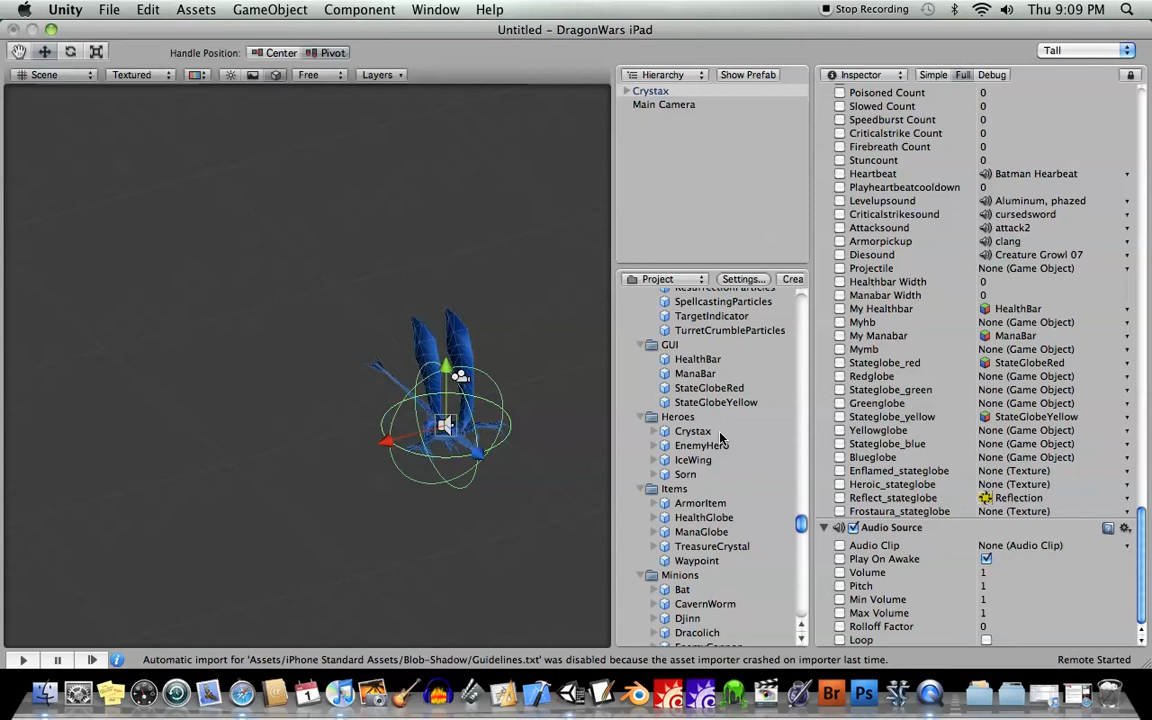 Unity File Edit Assets GameObject Component Window Help Stop Recording Thu 9:09 PM
Untitled – DragonWars iPad
Handle Position: Center Pivot Tall
Scene Textured Free Layers
Hierarchy Show Prefab
Crystax
Main Camera
Project Settings... Crea
SpellcastingParticles
TargetIndicator
TurretCrumbleParticles
GUI
HealthBar
ManaBar
StateGlobeRed
StateGlobeYellow
Heroes
Crystax
EnemyHero
IceWing
Sorn
Items
ArmorItem
HealthGlobe
ManaGlobe
TreasureCrystal
Waypoint
Minions
Bat
CavernWorm
Djinn
Dracolich
Inspector Simple Full Debug
Poisoned Count 0
Slowed Count 0
Speedburst Count 0
Criticalstrike Count 0
Firebreath Count 0
Stuncount 0
Heartbeat Batman Hearbeat
Playheartbeatcooldown 0
Levelupsound Aluminum, phazed
Criticalstrikesound cursedsword
Attacksound attack2
Armorpickup clang
Diesound Creature Growl 07
Projectile None (Game Object)
Healthbar Width 0
Manabar Width 0
My Healthbar HealthBar
Myhb None (Game Object)
My Manabar ManaBar
Mymb None (Game Object)
Stateglobe_red StateGlobeRed
Redglobe None (Game Object)
Stateglobe_green None (Game Object)
Greenglobe None (Game Object)
Stateglobe_yellow StateGlobeYellow
Yellowglobe None (Game Object)
Stateglobe_blue None (Game Object)
Blueglobe None (Game Object)
Enflamed_stateglobe None (Texture)
Heroic_stateglobe None (Texture)
Reflect_stateglobe Reflection
Frostaura_stateglobe None (Texture)
Audio Source
Audio Clip None (Audio Clip)
Play On Awake
Volume 1
Pitch 1
Min Volume 1
Max Volume 1
Rolloff Factor 0
Loop
Automatic import for 'Assets/iPhone Standard Assets/Blob-Shadow/Guidelines.txt' was disabled because the asset importer crashed on importer last time. Remote Started
Br Ps